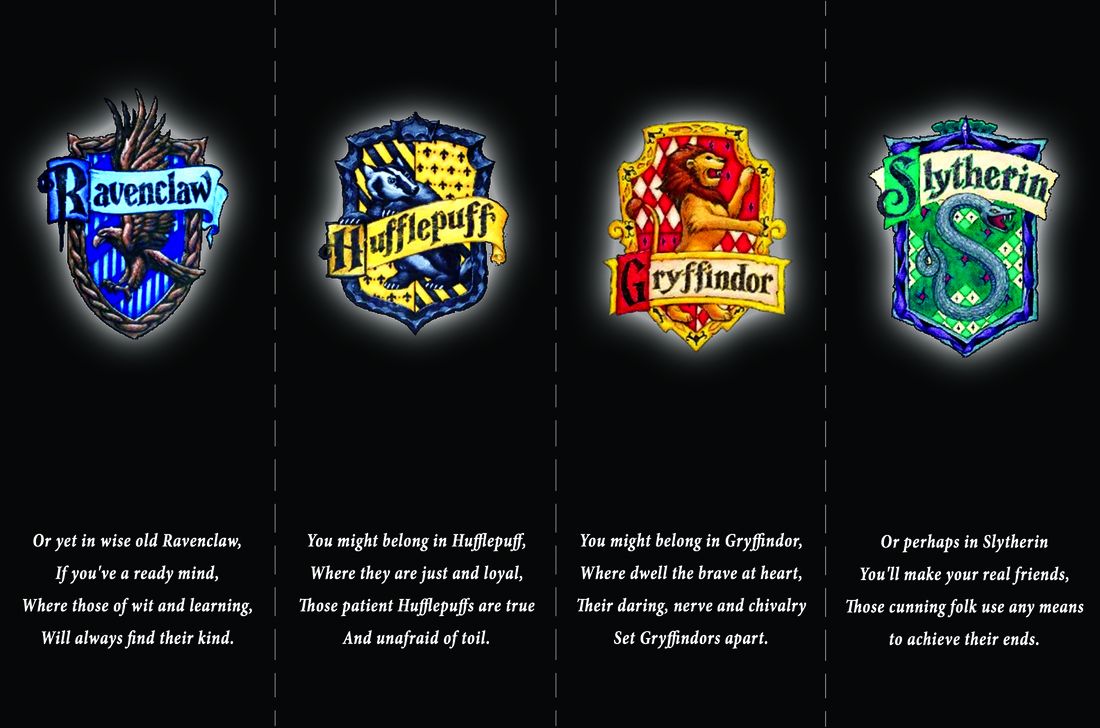 Ravenclaw
Or yet in wise old Ravenclaw,
If you've a ready mind,
Where those of wit and learning,
Will always find their kind.
Hufflepuff
You might belong in Hufflepuff,
Where they are just and loyal,
Those patient Hufflepuffs are true
And unafraid of toil.
Gryffindor
You might belong in Gryffindor,
Where dwell the brave at heart,
Their daring, nerve and chivalry
Set Gryffindors apart.
Slytherin
Or perhaps in Slytherin
You'll make your real friends,
Those cunning folk use any means
to achieve their ends.